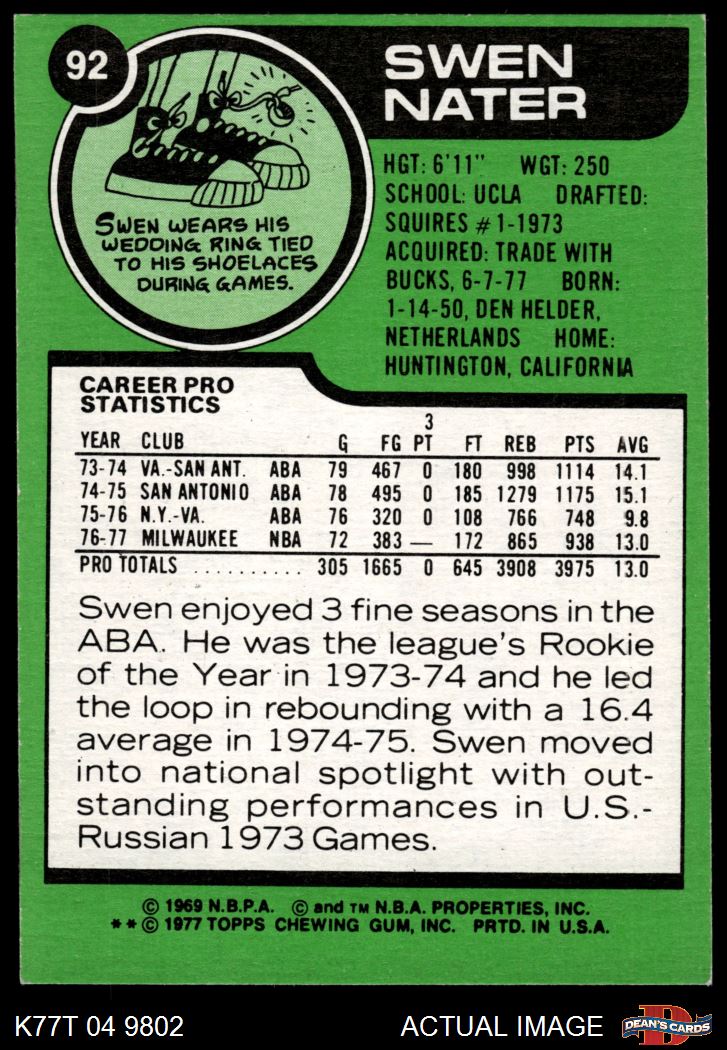 92
SWEN
NATER
SWEN WEARS HIS
WEDDING RING TIED
TO HIS SHOELACES
DURING GAMES.
HGT: 6'11" WGT: 250
SCHOOL: UCLA DRAFTED:
SQUIRES #1-1973
ACQUIRED: TRADE WITH
BUCKS, 6-7-77 BORN:
1-14-50, DEN HELDER,
NETHERLANDS HOME:
HUNTINGTON, CALIFORNIA
CAREER PRO
STATISTICS
YEAR CLUB G FG 3 PT FT REB PTS AVG
73-74 VA.-SAN ANT. ABA 79 467 0 180 998 1114 14.1
74-75 SAN ANTONIO ABA 78 495 0 185 1279 1175 15.1
75-76 N.Y.-VA. ABA 76 320 0 108 766 748 9.8
76-77 MILWAUKEE NBA 72 383 — 172 865 938 13.0
PRO TOTALS .......... 305 1665 0 645 3908 3975 13.0
Swen enjoyed 3 fine seasons in the
ABA. He was the league's Rookie
of the Year in 1973-74 and he led
the loop in rebounding with a 16.4
average in 1974-75. Swen moved
into national spotlight with out-
standing performances in U.S.-
Russian 1973 Games.
© 1969 N.B.P.A. © and TM N.B.A. PROPERTIES, INC.
**© 1977 TOPPS CHEWING GUM, INC. PRTD. IN U.S.A.
K77T 04 9802
ACTUAL IMAGE
D
DEAN'S CARDS